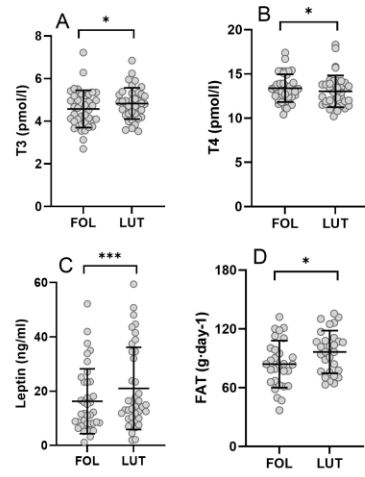 A
*
T3 (pmol/l)
8
6
4
2
0
FOL LUT
B
*
T4 (pmol/l)
20
15
10
5
0
FOL LUT
C
***
Leptin (ng/ml)
60
40
20
0
FOL LUT
D
*
FAT (g·day-1)
180
120
60
0
FOL LUT